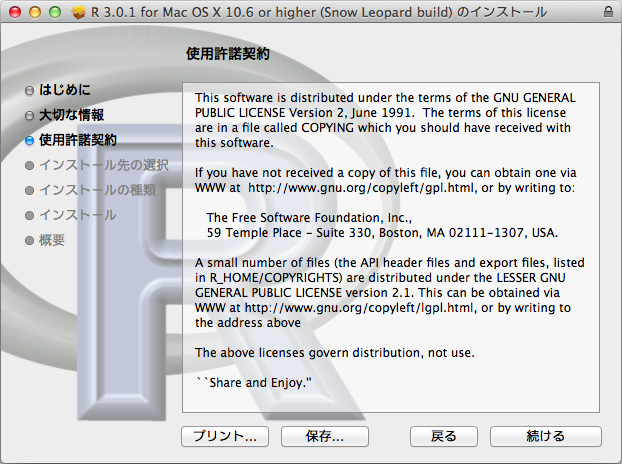 R 3.0.1 for Mac OS X 10.6 or higher (Snow Leopard build) のインストール
使用許諾契約
はじめに
大切な情報
使用許諾契約
インストール先の選択
インストールの種類
インストール
概要
This software is distributed under the terms of the GNU GENERAL
PUBLIC LICENSE Version 2, June 1991.  The terms of this license
are in a file called COPYING which you should have received with
this software.
If you have not received a copy of this file, you can obtain one via
WWW at  http://www.gnu.org/copyleft/gpl.html, or by writing to:
The Free Software Foundation, Inc.,
59 Temple Place – Suite 330, Boston, MA 02111-1307, USA.
A small number of files (the API header files and export files, listed
in R_HOME/COPYRIGHTS) are distributed under the LESSER GNU
GENERAL PUBLIC LICENSE version 2.1. This can be obtained via
WWW at http://www.gnu.org/copyleft/lgpl.html, or by writing to
the address above
The above licenses govern distribution, not use.
``Share and Enjoy.''
プリント...
保存...
戻る
続ける